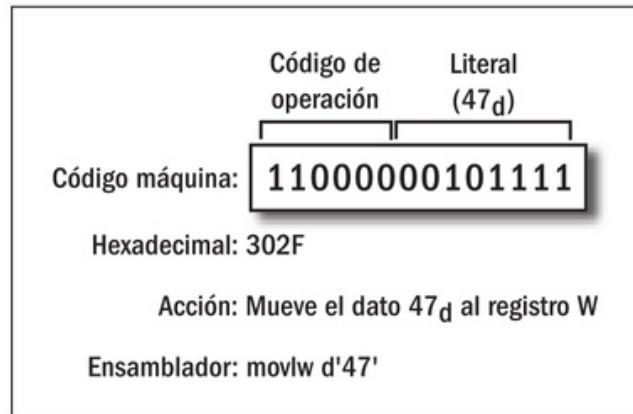 Código de operación
Literal (47d)
Código máquina: 11000000101111
Hexadecimal: 302F
Acción: Mueve el dato 47d al registro W
Ensamblador: movlw d'47'